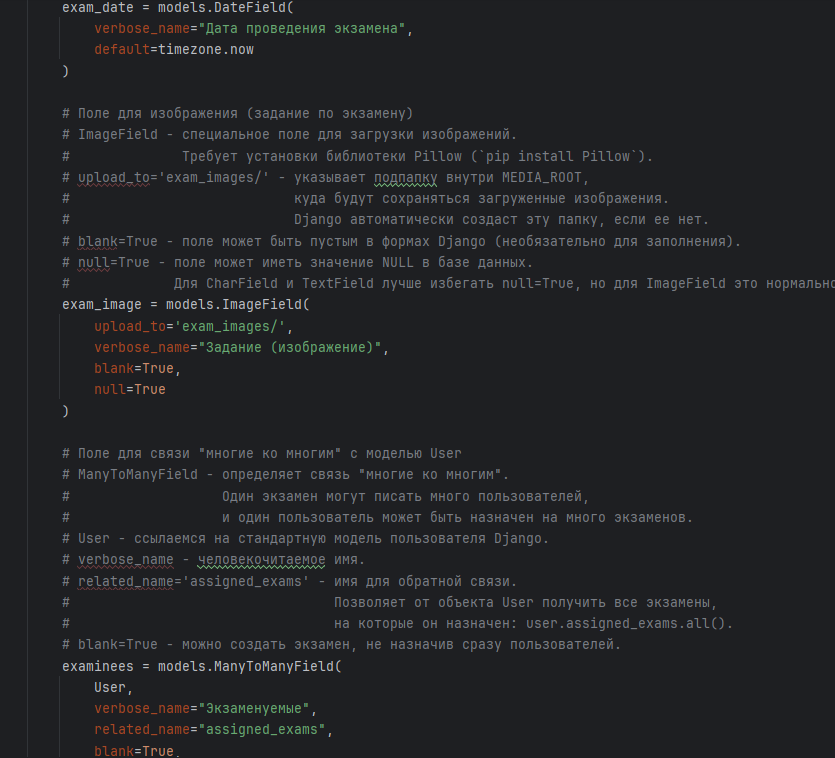 exam_date = models.DateField(
    verbose_name="Дата проведения экзамена",
    default=timezone.now
)

# Поле для изображения (задание по экзамену)
# ImageField - специальное поле для загрузки изображений.
#              Требует установки библиотеки Pillow (`pip install Pillow`).
# upload_to='exam_images/' - указывает подпапку внутри MEDIA_ROOT,
#                            куда будут сохраняться загруженные изображения.
#                            Django автоматически создаст эту папку, если ее нет.
# blank=True - поле может быть пустым в формах Django (необязательно для заполнения).
# null=True - поле может иметь значение NULL в базе данных.
#             Для CharField и TextField лучше избегать null=True, но для ImageField это нормально
exam_image = models.ImageField(
    upload_to='exam_images/',
    verbose_name="Задание (изображение)",
    blank=True,
    null=True
)

# Поле для связи "многие ко многим" с моделью User
# ManyToManyField - определяет связь "многие ко многим".
#                   Один экзамен могут писать много пользователей,
#                   и один пользователь может быть назначен на много экзаменов.
# User - ссылаемся на стандартную модель пользователя Django.
# verbose_name - человекочитаемое имя.
# related_name='assigned_exams' - имя для обратной связи.
#                                 Позволяет от объекта User получить все экзамены,
#                                 на которые он назначен: user.assigned_exams.all().
# blank=True - можно создать экзамен, не назначив сразу пользователей.
examinees = models.ManyToManyField(
    User,
    verbose_name="Экзаменуемые",
    related_name="assigned_exams",
    blank=True,